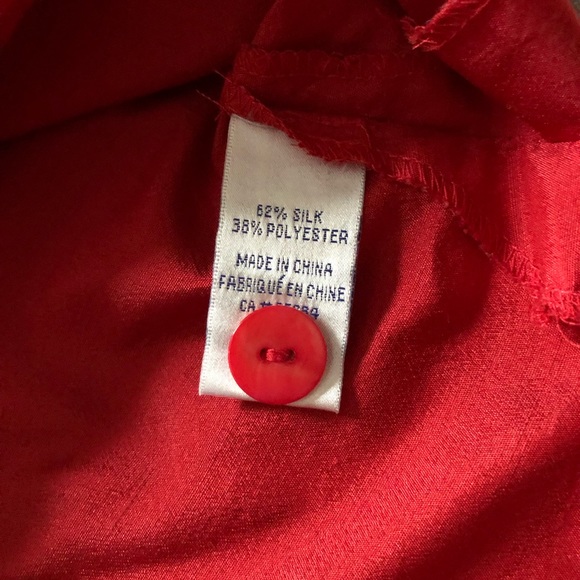 62% SILK
38% POLYESTER
MADE IN CHINA
FABRIQUÉ EN CHINE
CA